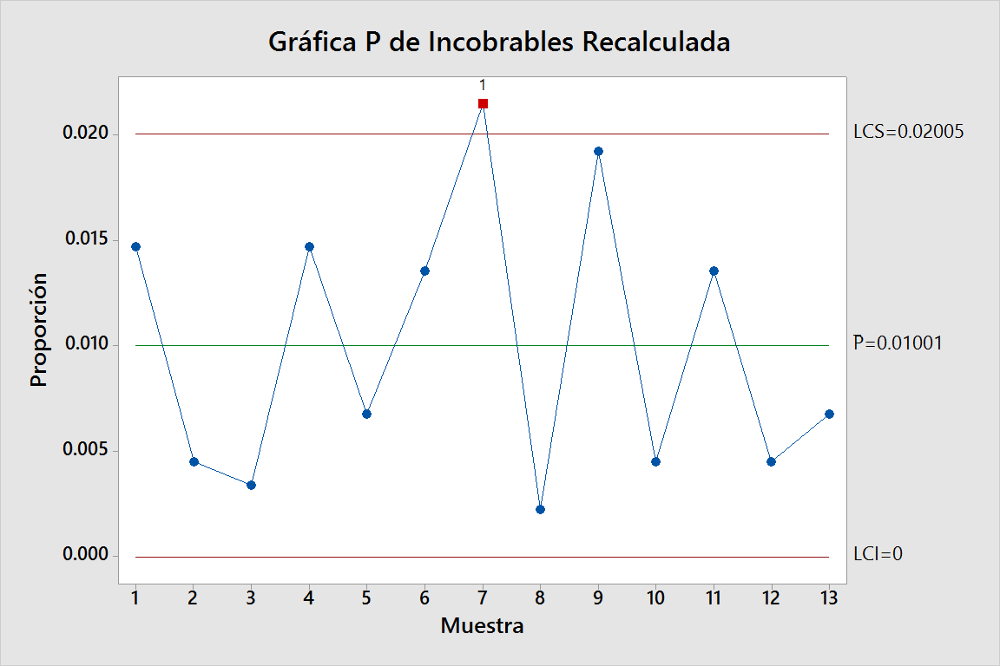 Gráfica P de Incobrables Recalculada
1
0.020
0.015
0.010
0.005
0.000
Proporción
LCS=0.02005
P̅=0.01001
LCI=0
1 2 3 4 5 6 7 8 9 10 11 12 13
Muestra